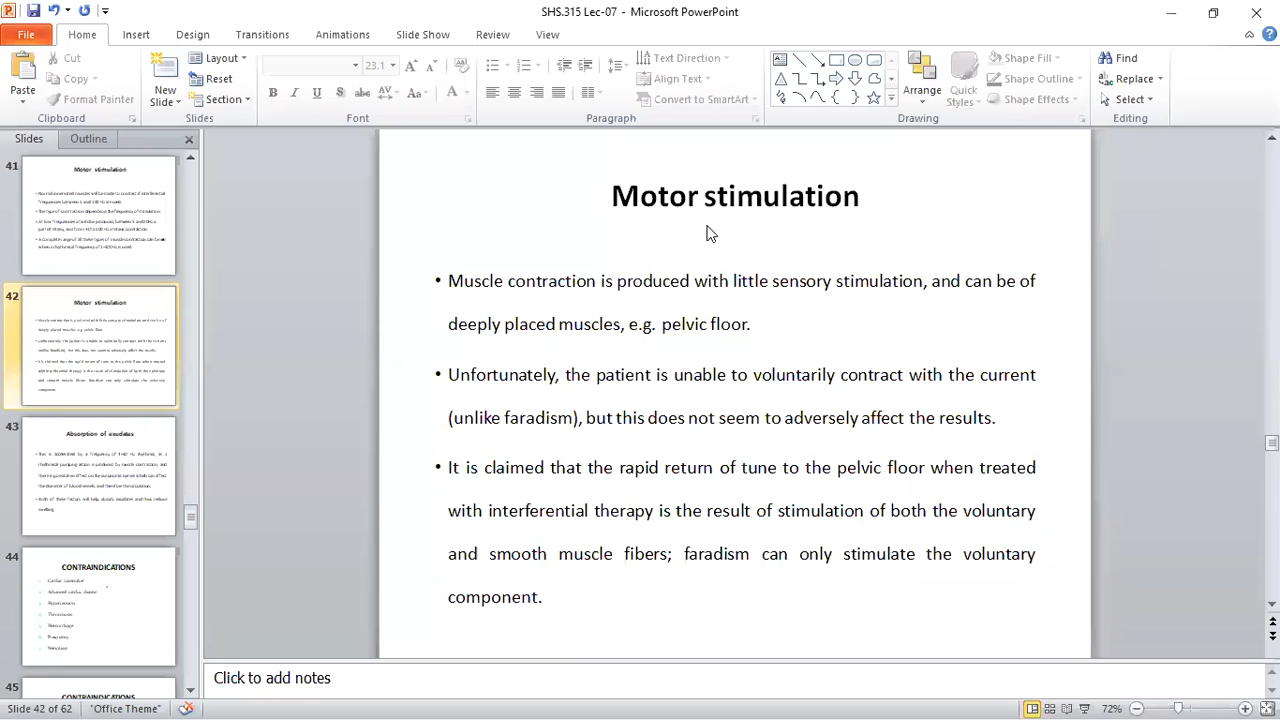 SHS.315 Lec-07 - Microsoft PowerPoint
File Home Insert Design Transitions Animations Slide Show Review View
Cut Layout 23.1 Text Direction Shape Fill Find
Copy Reset Align Text Shape Outline Replace
Paste Format Painter New Slide Section Convert to SmartArt Arrange Quick Styles Shape Effects Select
Clipboard Slides Font Paragraph Drawing Editing
Slides Outline
41
Motor stimulation
42
Motor stimulation
43
Absorption of exudates
44
CONTRAINDICATIONS
45
CONTRAINDICATIONS
Motor stimulation
• Muscle contraction is produced with little sensory stimulation, and can be of
deeply placed muscles, e.g. pelvic floor.
• Unfortunately, the patient is unable to voluntarily contract with the current
(unlike faradism), but this does not seem to adversely affect the results.
• It is claimed that the rapid return of tone to the pelvic floor when treated
with interferential therapy is the result of stimulation of both the voluntary
and smooth muscle fibers; faradism can only stimulate the voluntary
component.
Click to add notes
Slide 42 of 62 "Office Theme" 72%